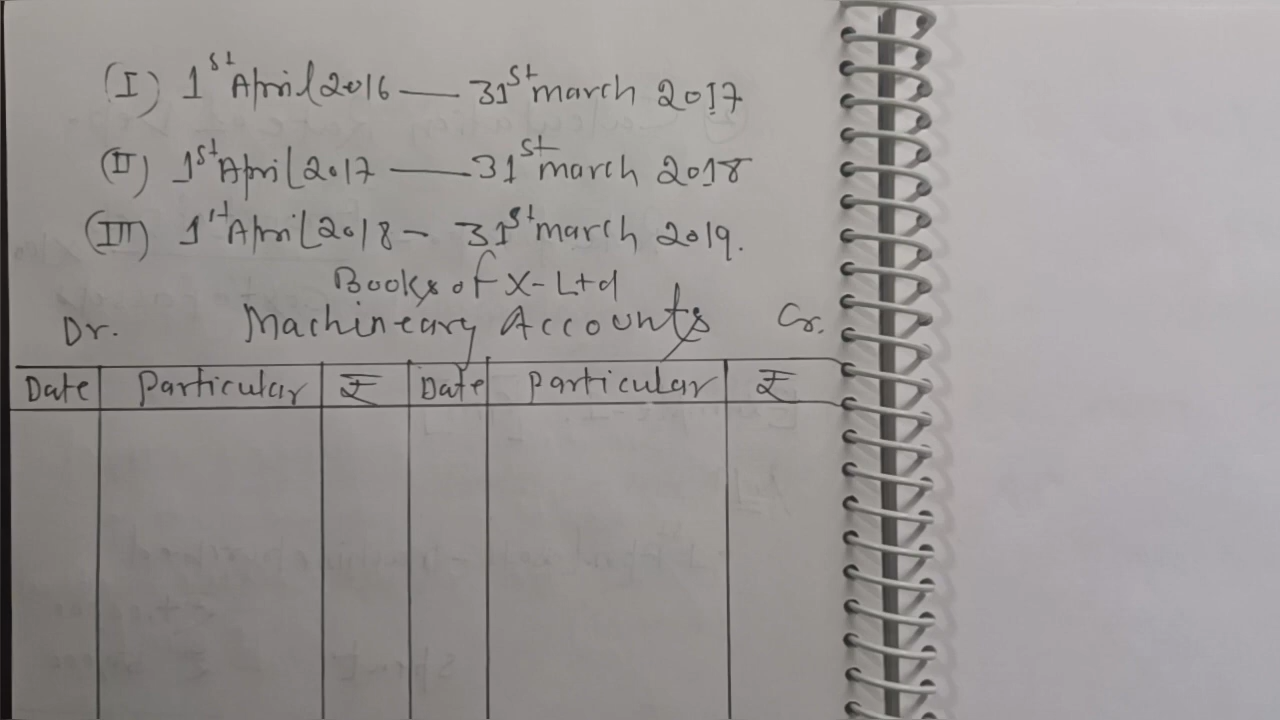 (I) 1st April 2016 — 31st march 2017
(II) 1st April 2017 — 31st march 2018
(III) 1st April 2018 - 31st march 2019.
Books of X-Ltd
Dr. Machineary Accounts Cr.
Date Particular ₹ Date Particular ₹